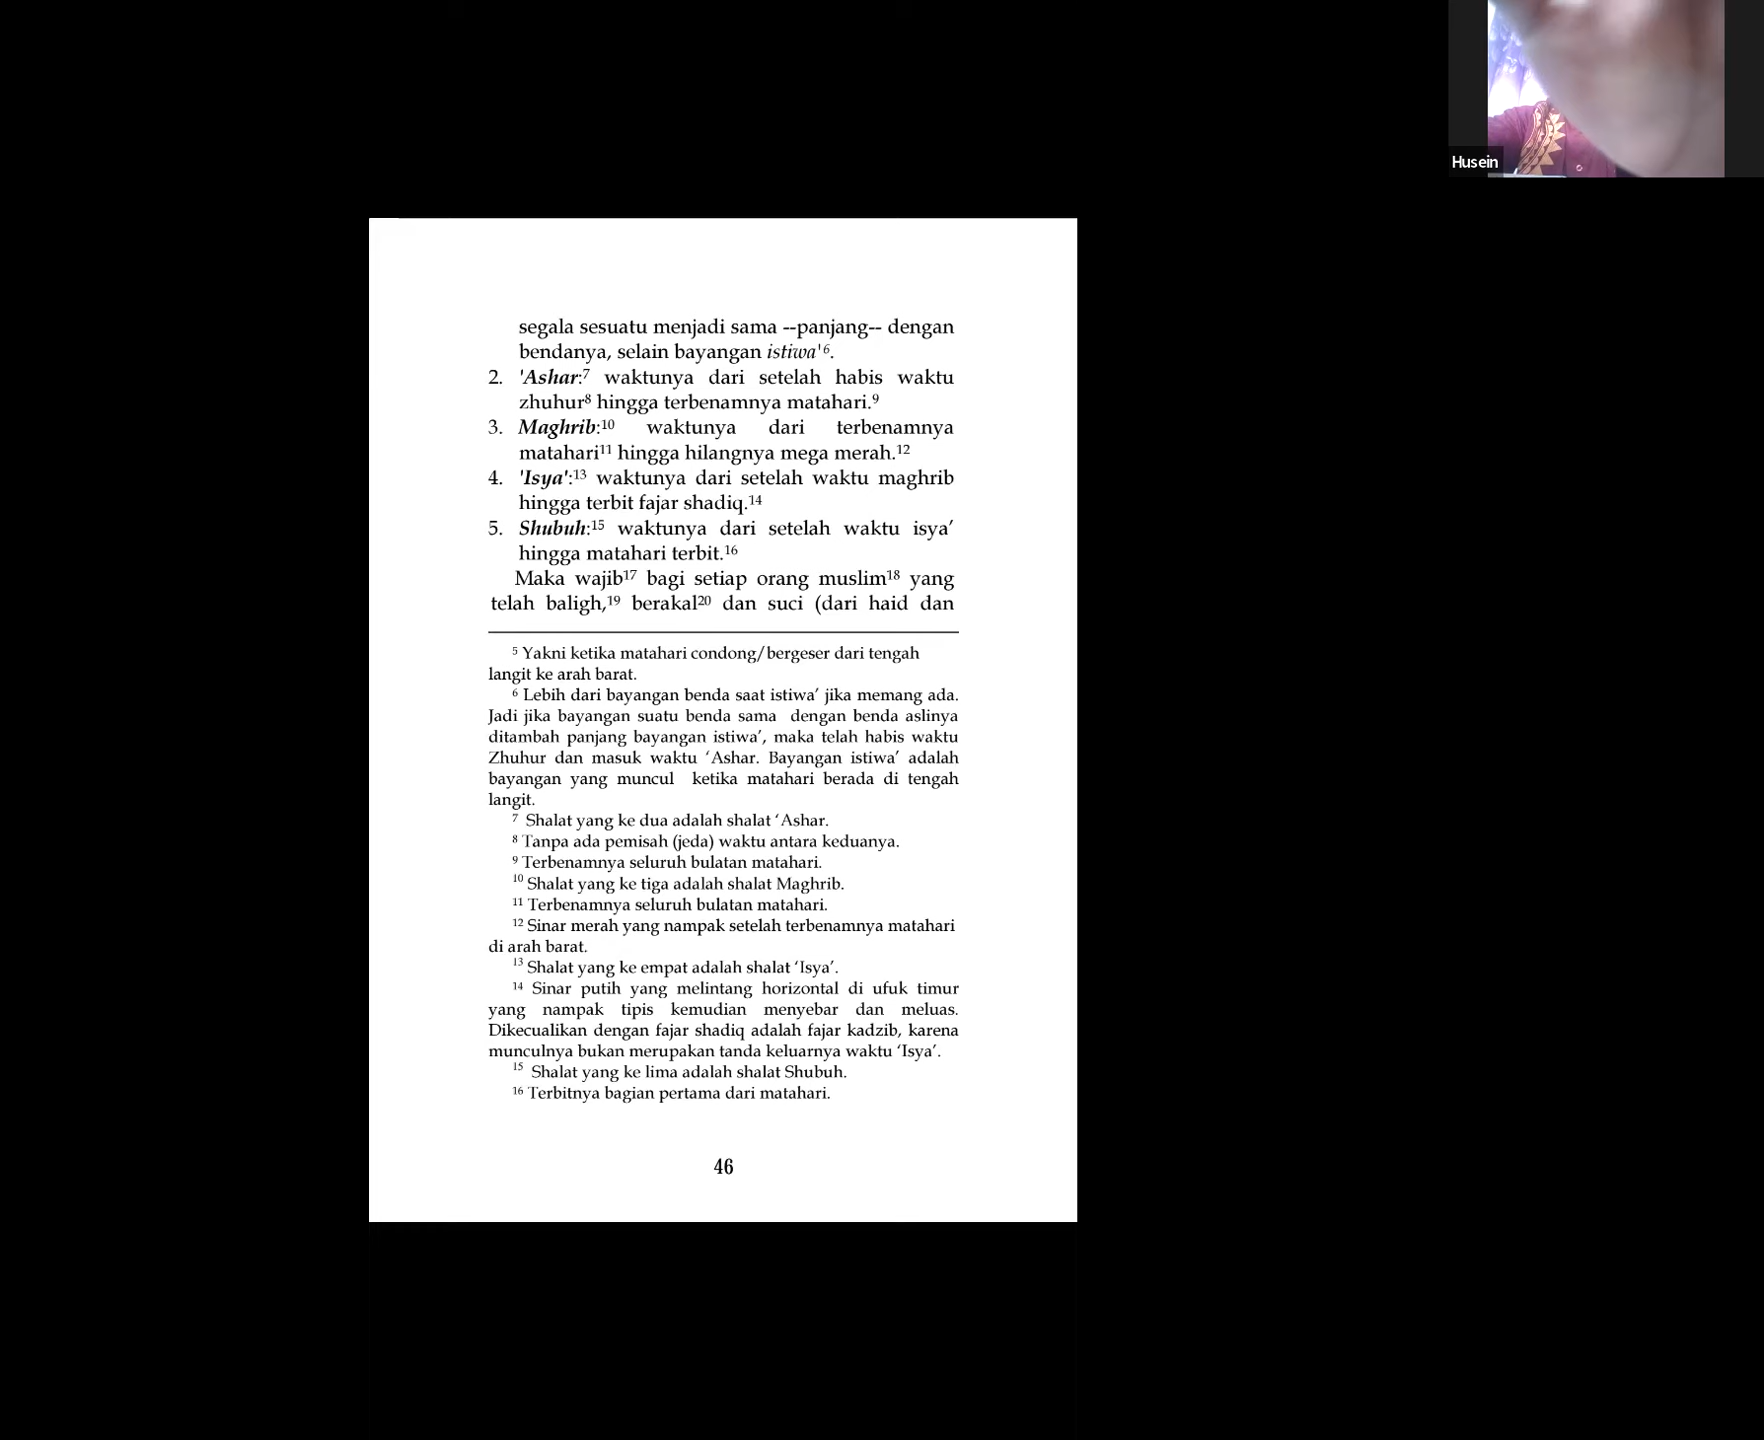 Husein
segala sesuatu menjadi sama --panjang-- dengan
bendanya, selain bayangan istiwa'⁶.
2. 'Ashar:⁷ waktunya dari setelah habis waktu
zhuhur⁸ hingga terbenamnya matahari.⁹
3. Maghrib:¹⁰ waktunya dari terbenamnya
matahari¹¹ hingga hilangnya mega merah.¹²
4. 'Isya':¹³ waktunya dari setelah waktu maghrib
hingga terbit fajar shadiq.¹⁴
5. Shubuh:¹⁵ waktunya dari setelah waktu isya’
hingga matahari terbit.¹⁶
Maka wajib¹⁷ bagi setiap orang muslim¹⁸ yang
telah baligh,¹⁹ berakal²⁰ dan suci (dari haid dan
⁵ Yakni ketika matahari condong/bergeser dari tengah
langit ke arah barat.
⁶ Lebih dari bayangan benda saat istiwa’ jika memang ada.
Jadi jika bayangan suatu benda sama dengan benda aslinya
ditambah panjang bayangan istiwa’, maka telah habis waktu
Zhuhur dan masuk waktu ‘Ashar. Bayangan istiwa’ adalah
bayangan yang muncul ketika matahari berada di tengah
langit.
⁷ Shalat yang ke dua adalah shalat ‘Ashar.
⁸ Tanpa ada pemisah (jeda) waktu antara keduanya.
⁹ Terbenamnya seluruh bulatan matahari.
¹⁰ Shalat yang ke tiga adalah shalat Maghrib.
¹¹ Terbenamnya seluruh bulatan matahari.
¹² Sinar merah yang nampak setelah terbenamnya matahari
di arah barat.
¹³ Shalat yang ke empat adalah shalat ‘Isya’.
¹⁴ Sinar putih yang melintang horizontal di ufuk timur
yang nampak tipis kemudian menyebar dan meluas.
Dikecualikan dengan fajar shadiq adalah fajar kadzib, karena
munculnya bukan merupakan tanda keluarnya waktu ‘Isya’.
¹⁵ Shalat yang ke lima adalah shalat Shubuh.
¹⁶ Terbitnya bagian pertama dari matahari.
46